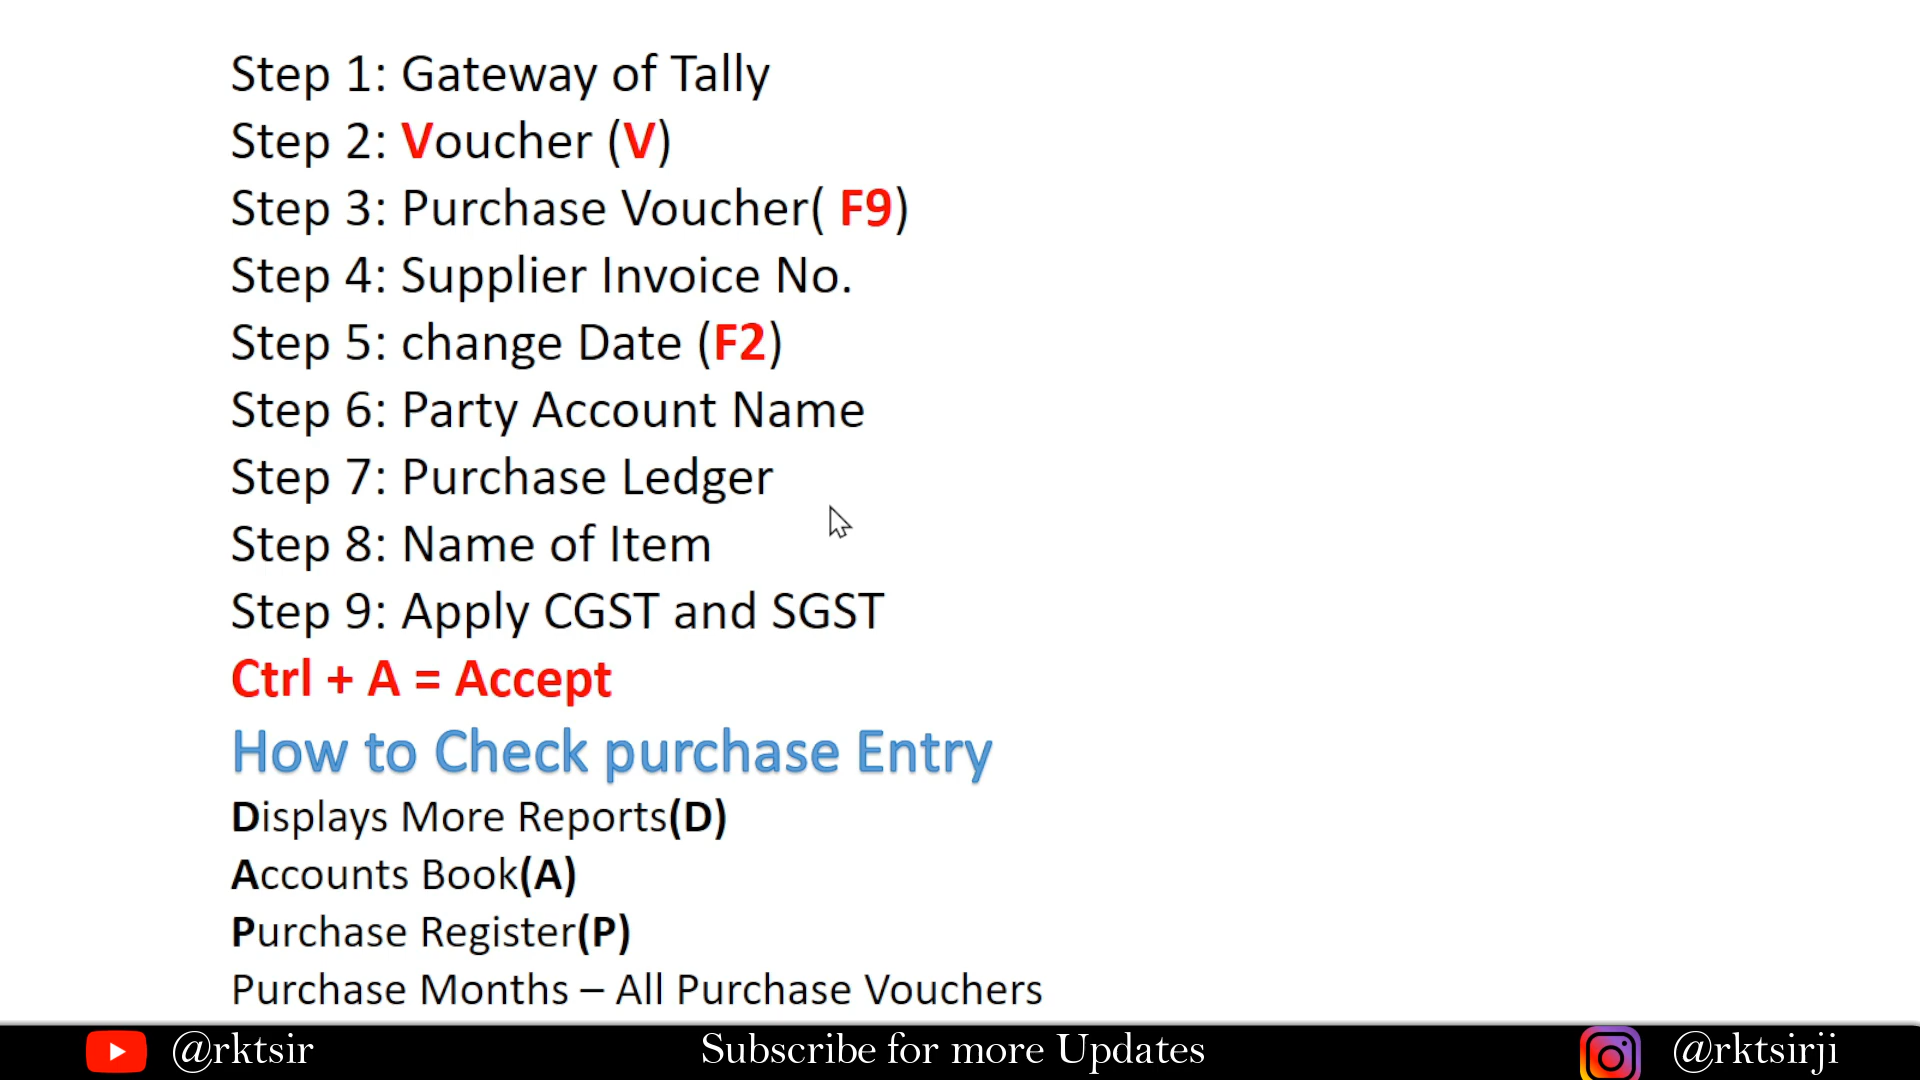 Step 1: Gateway of Tally
Step 2: Voucher (V)
Step 3: Purchase Voucher( F9)
Step 4: Supplier Invoice No.
Step 5: change Date (F2)
Step 6: Party Account Name
Step 7: Purchase Ledger
Step 8: Name of Item
Step 9: Apply CGST and SGST
Ctrl + A = Accept
How to Check purchase Entry
Displays More Reports(D)
Accounts Book(A)
Purchase Register(P)
Purchase Months – All Purchase Vouchers
@rktsir Subscribe for more Updates @rktsirji